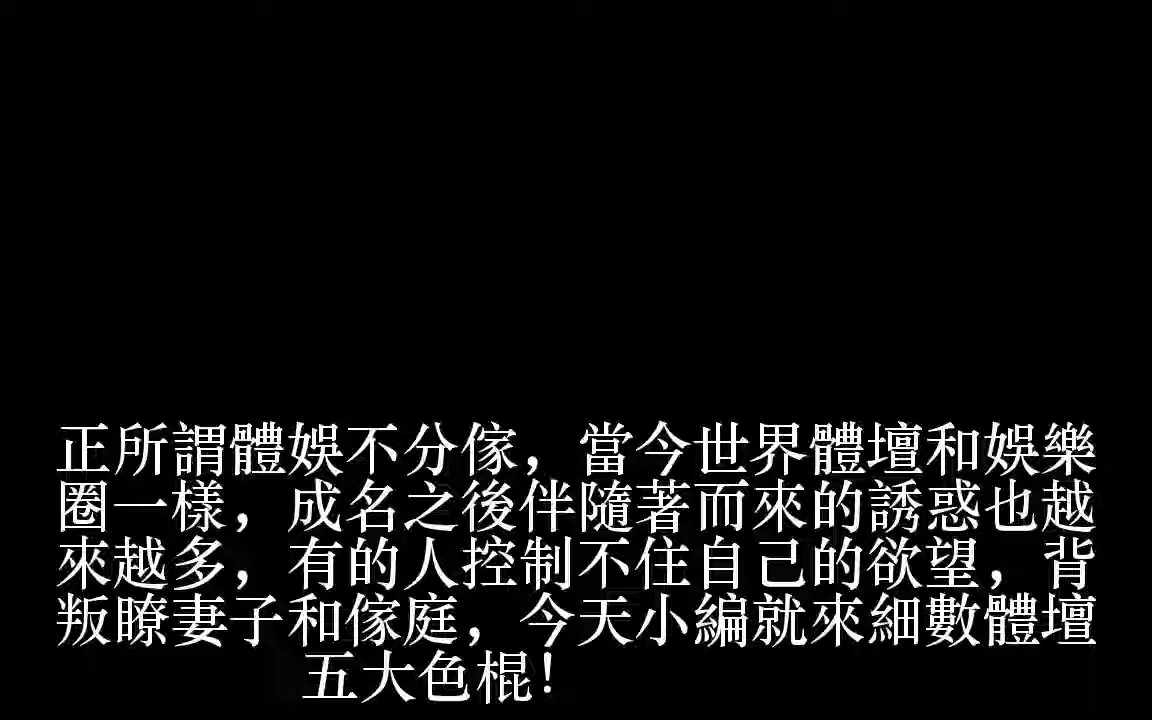 正所謂體娛不分傢，當今世界體壇和娛樂
圈一樣，成名之後伴隨著而來的誘惑也越
來越多，有的人控制不住自己的欲望，背
叛瞭妻子和傢庭，今天小編就來細數體壇
五大色棍！